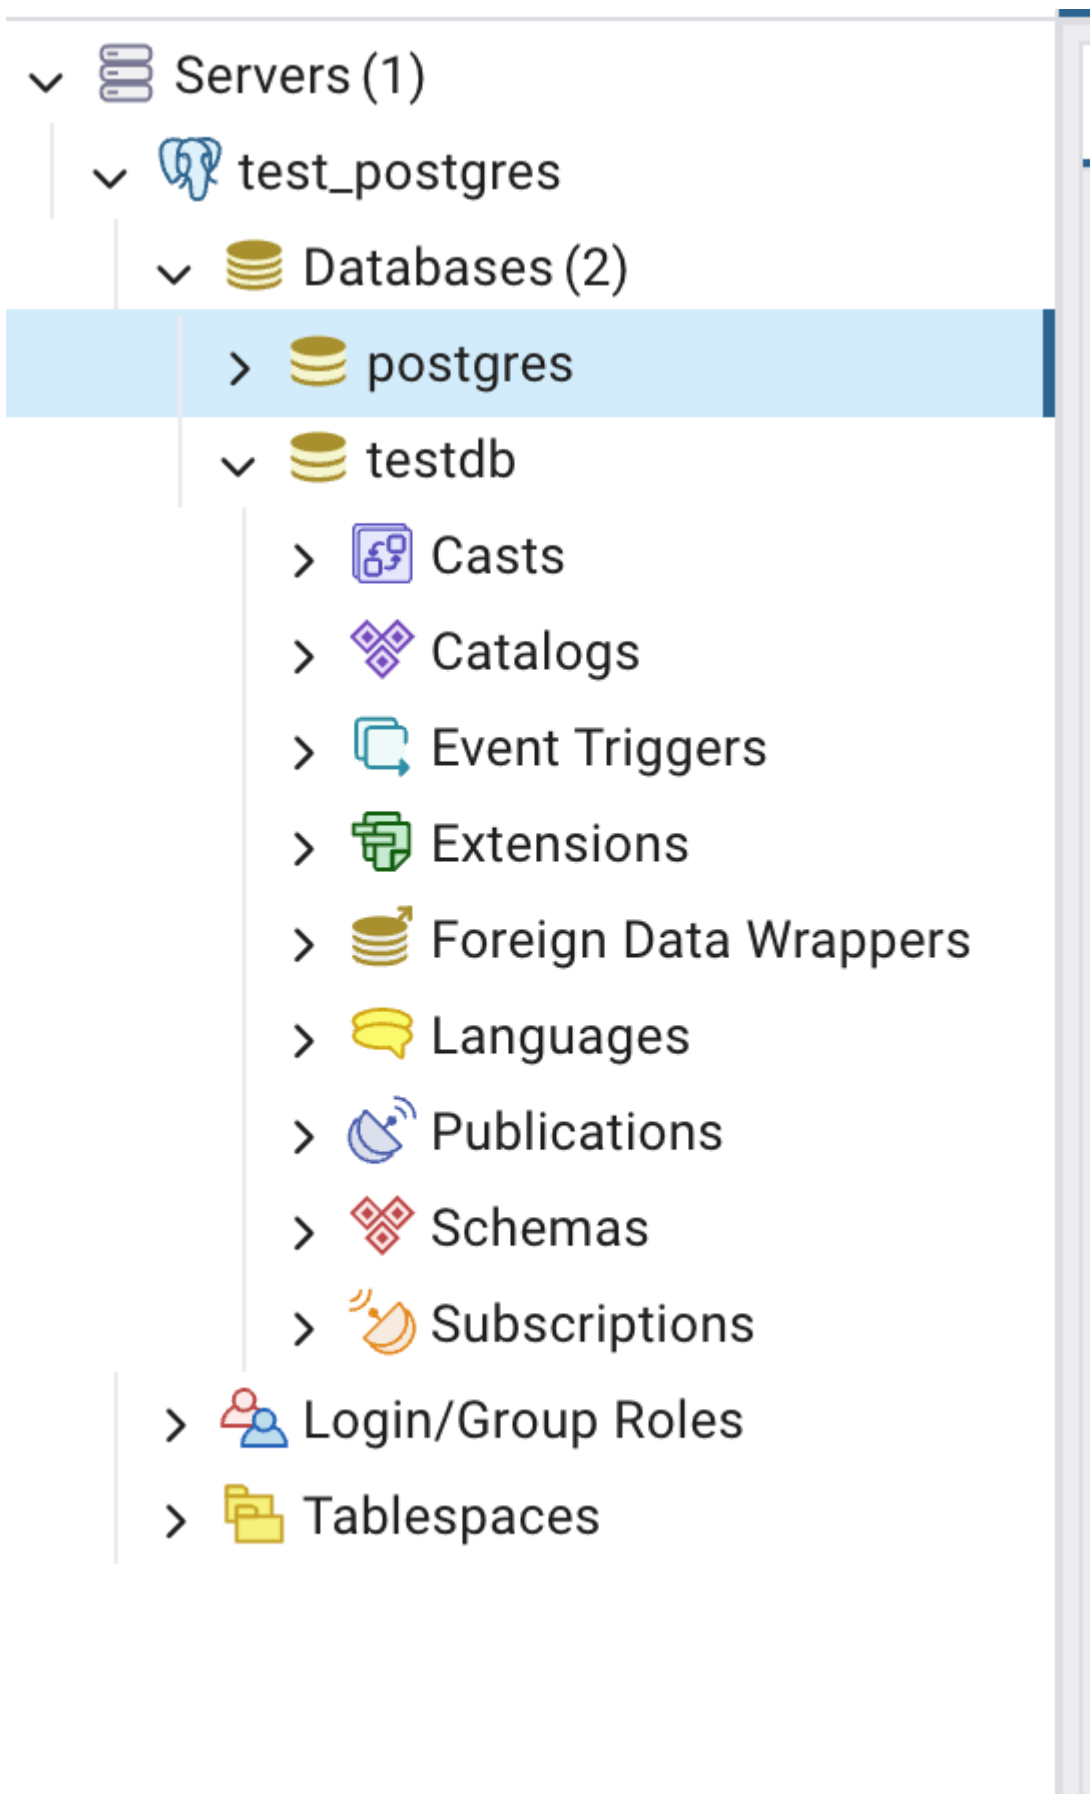 Servers (1)
test_postgres
Databases (2)
postgres
testdb
Casts
Catalogs
Event Triggers
Extensions
Foreign Data Wrappers
Languages
Publications
Schemas
Subscriptions
Login/Group Roles
Tablespaces